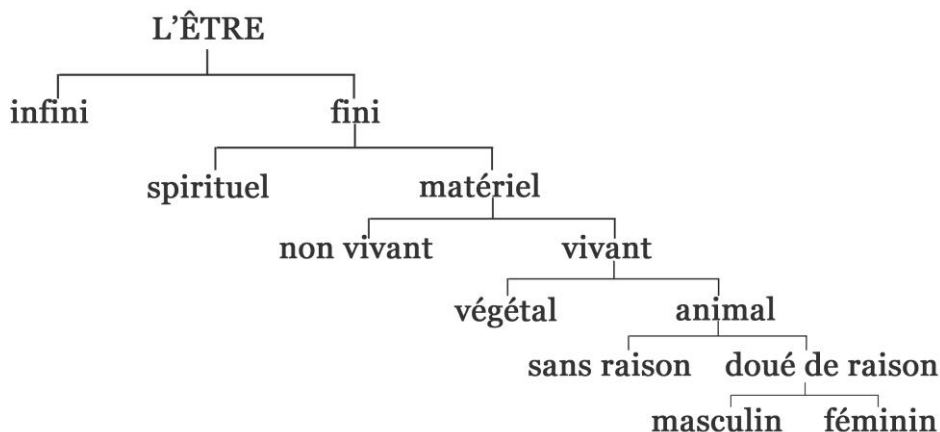 L'ÊTRE
infini fini
spirituel matériel
non vivant vivant
végétal animal
sans raison doué de raison
masculin féminin